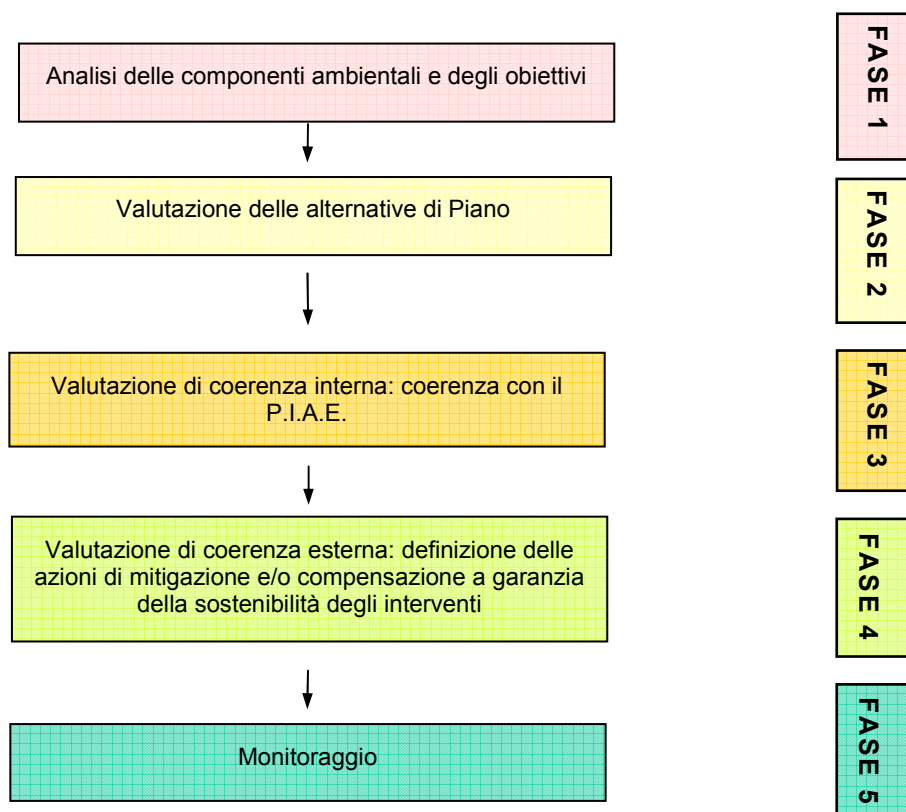 Analisi delle componenti ambientali e degli obiettivi
FASE 1
Valutazione delle alternative di Piano
FASE 2
Valutazione di coerenza interna: coerenza con il
P.I.A.E.
FASE 3
Valutazione di coerenza esterna: definizione delle
azioni di mitigazione e/o compensazione a garanzia
della sostenibilità degli interventi
FASE 4
Monitoraggio
FASE 5